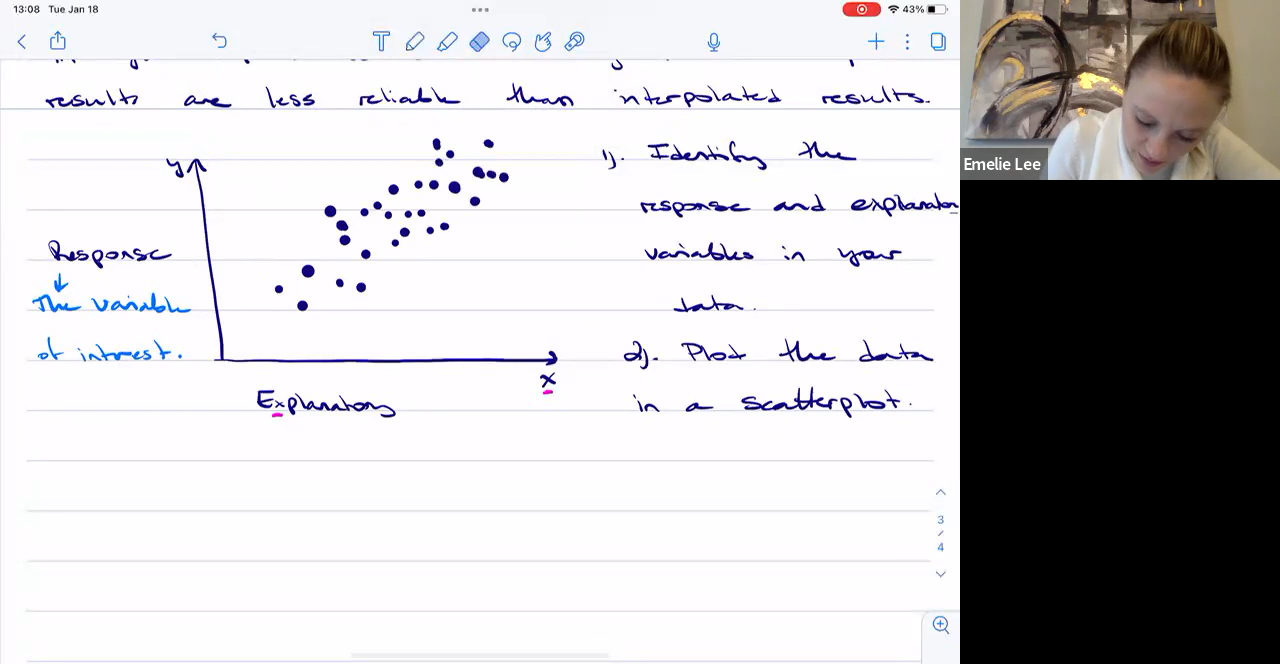 13:08 Tue Jan 18
43%
T
results are less reliable than interpolated results.
y
1). Identify the
response and explanatory
variables in your
data.
Response
The variable
of interest.
2). Plot the data
in a scatterplot.
x
Explanatory
3
/
4
Emelie Lee